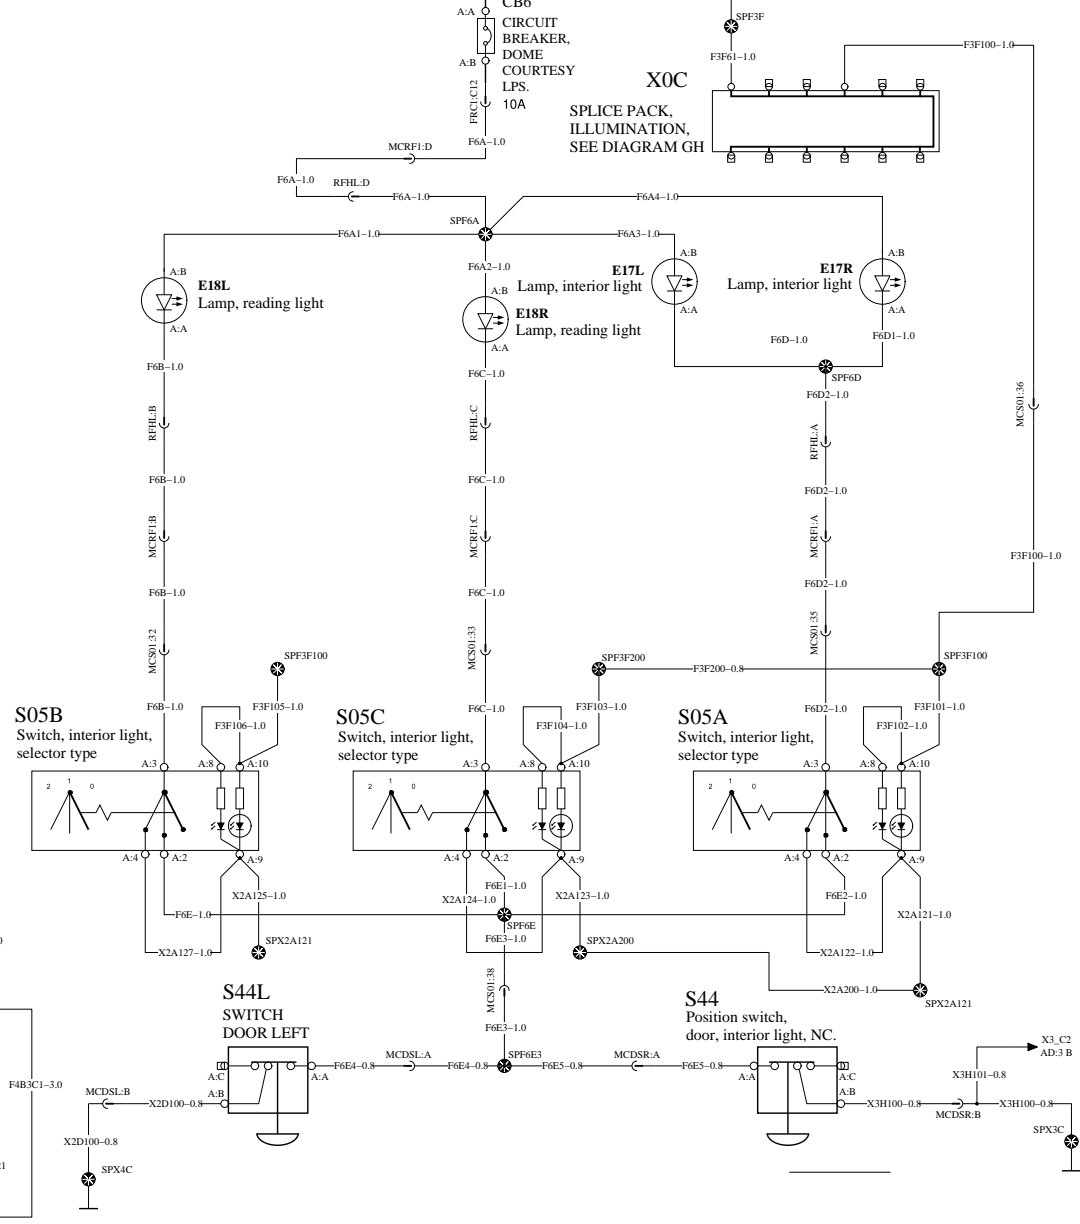 CB6
A:A
CIRCUIT
BREAKER,
DOME
COURTESY
LPS.
10A
A:B
FRC1:C12
F6A–1.0
MCRF1:D
F6A–1.0
RFHL:D
F6A–1.0
SPF3F
F3F61–1.0
F3F100–1.0
X0C
SPLICE PACK,
ILLUMINATION,
SEE DIAGRAM GH
F6A4–1.0
SPF6A
F6A1–1.0
F6A3–1.0
F6A2–1.0
A:B
E18L
Lamp, reading light
A:A
A:B
E18R
Lamp, reading light
A:A
A:B
E17L
Lamp, interior light
A:A
A:B
E17R
Lamp, interior light
A:A
F6D–1.0
F6D1–1.0
SPF6D
F6B–1.0
F6C–1.0
F6D2–1.0
MCS01:36
RFHL:B
RFHL:C
RFHL:A
F6B–1.0
F6C–1.0
F6D2–1.0
MCRF1:B
MCRF1:C
MCRF1:A
F3F100–1.0
F6B–1.0
F6C–1.0
F6D2–1.0
MCS01:32
MCS01:33
MCS01:35
SPF3F100
SPF3F200
F3F200–0.8
SPF3F100
S05B
Switch, interior light,
selector type
F6B–1.0
F3F105–1.0
F3F106–1.0
A:3
A:8
A:10
2
1
0
A:4
A:2
A:9
S05C
Switch, interior light,
selector type
F6C–1.0
F3F103–1.0
F3F104–1.0
A:3
A:8
A:10
2
1
0
A:4
A:2
A:9
S05A
Switch, interior light,
selector type
F6D2–1.0
F3F101–1.0
F3F102–1.0
A:3
A:8
A:10
2
1
0
A:4
A:2
A:9
X2A125–1.0
F6E1–1.0
X2A124–1.0
X2A123–1.0
F6E2–1.0
F6E–1.0
X2A121–1.0
SPF6E
F6E3–1.0
SPX2A121
SPX2A200
X2A127–1.0
X2A122–1.0
MCS01:38
X2A200–1.0
SPX2A121
S44L
SWITCH
DOOR LEFT
S44
Position switch,
door, interior light, NC.
F6E3–1.0
SPF6E3
X3_C2
AD:3 B
A:C
A:A
A:B
F6E4–0.8
MCDSL:A
F6E4–0.8
F6E5–0.8
MCDSR:A
F6E5–0.8
A:A
A:C
A:B
X3H101–0.8
F4B3C1–3.0
MCDSL:B
X2D100–0.8
X3H100–0.8
MCDSR:B
X3H100–0.8
X2D100–0.8
SPX3C
SPX4C